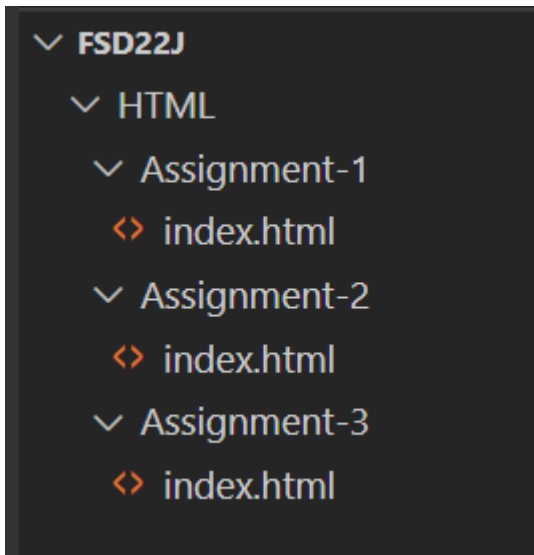 FSD22J
HTML
Assignment-1
index.html
Assignment-2
index.html
Assignment-3
index.html